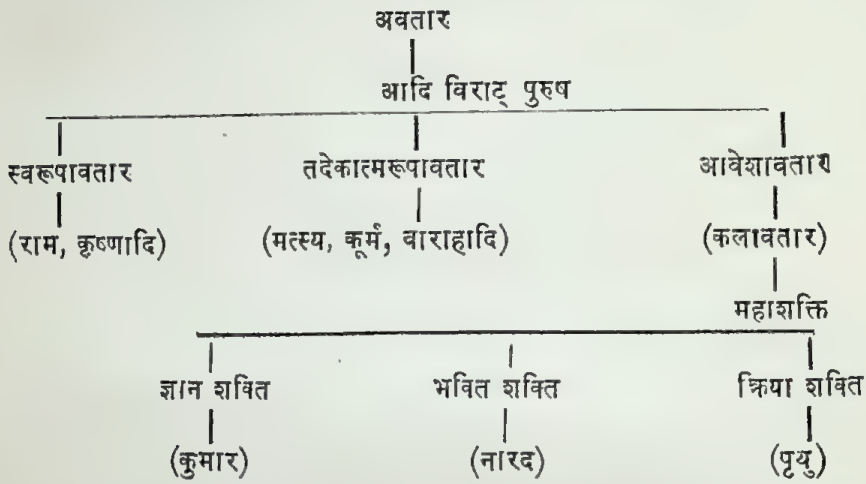 अवतार
आदि विराट् पुरुष
स्वरूपावतार तदेकात्मरूपावतार आवेशावतार
(राम, कृष्णादि) (मत्स्य, कूर्म, वाराहादि) (कलावतार)
महाशक्ति
ज्ञान शक्ति भक्ति शक्ति क्रिया शक्ति
(कुमार) (नारद) (पृथु)